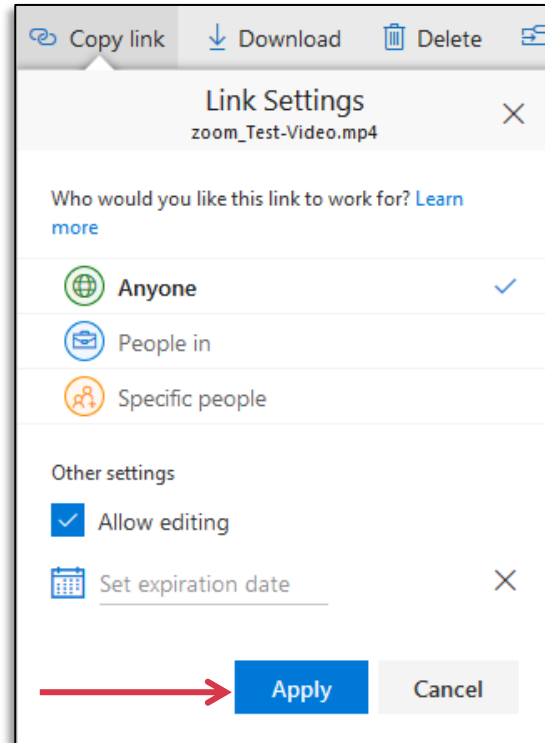 Copy link Download Delete
Link Settings
zoom_Test-Video.mp4
Who would you like this link to work for? Learn
more
Anyone
People in
Specific people
Other settings
Allow editing
Set expiration date
Apply Cancel